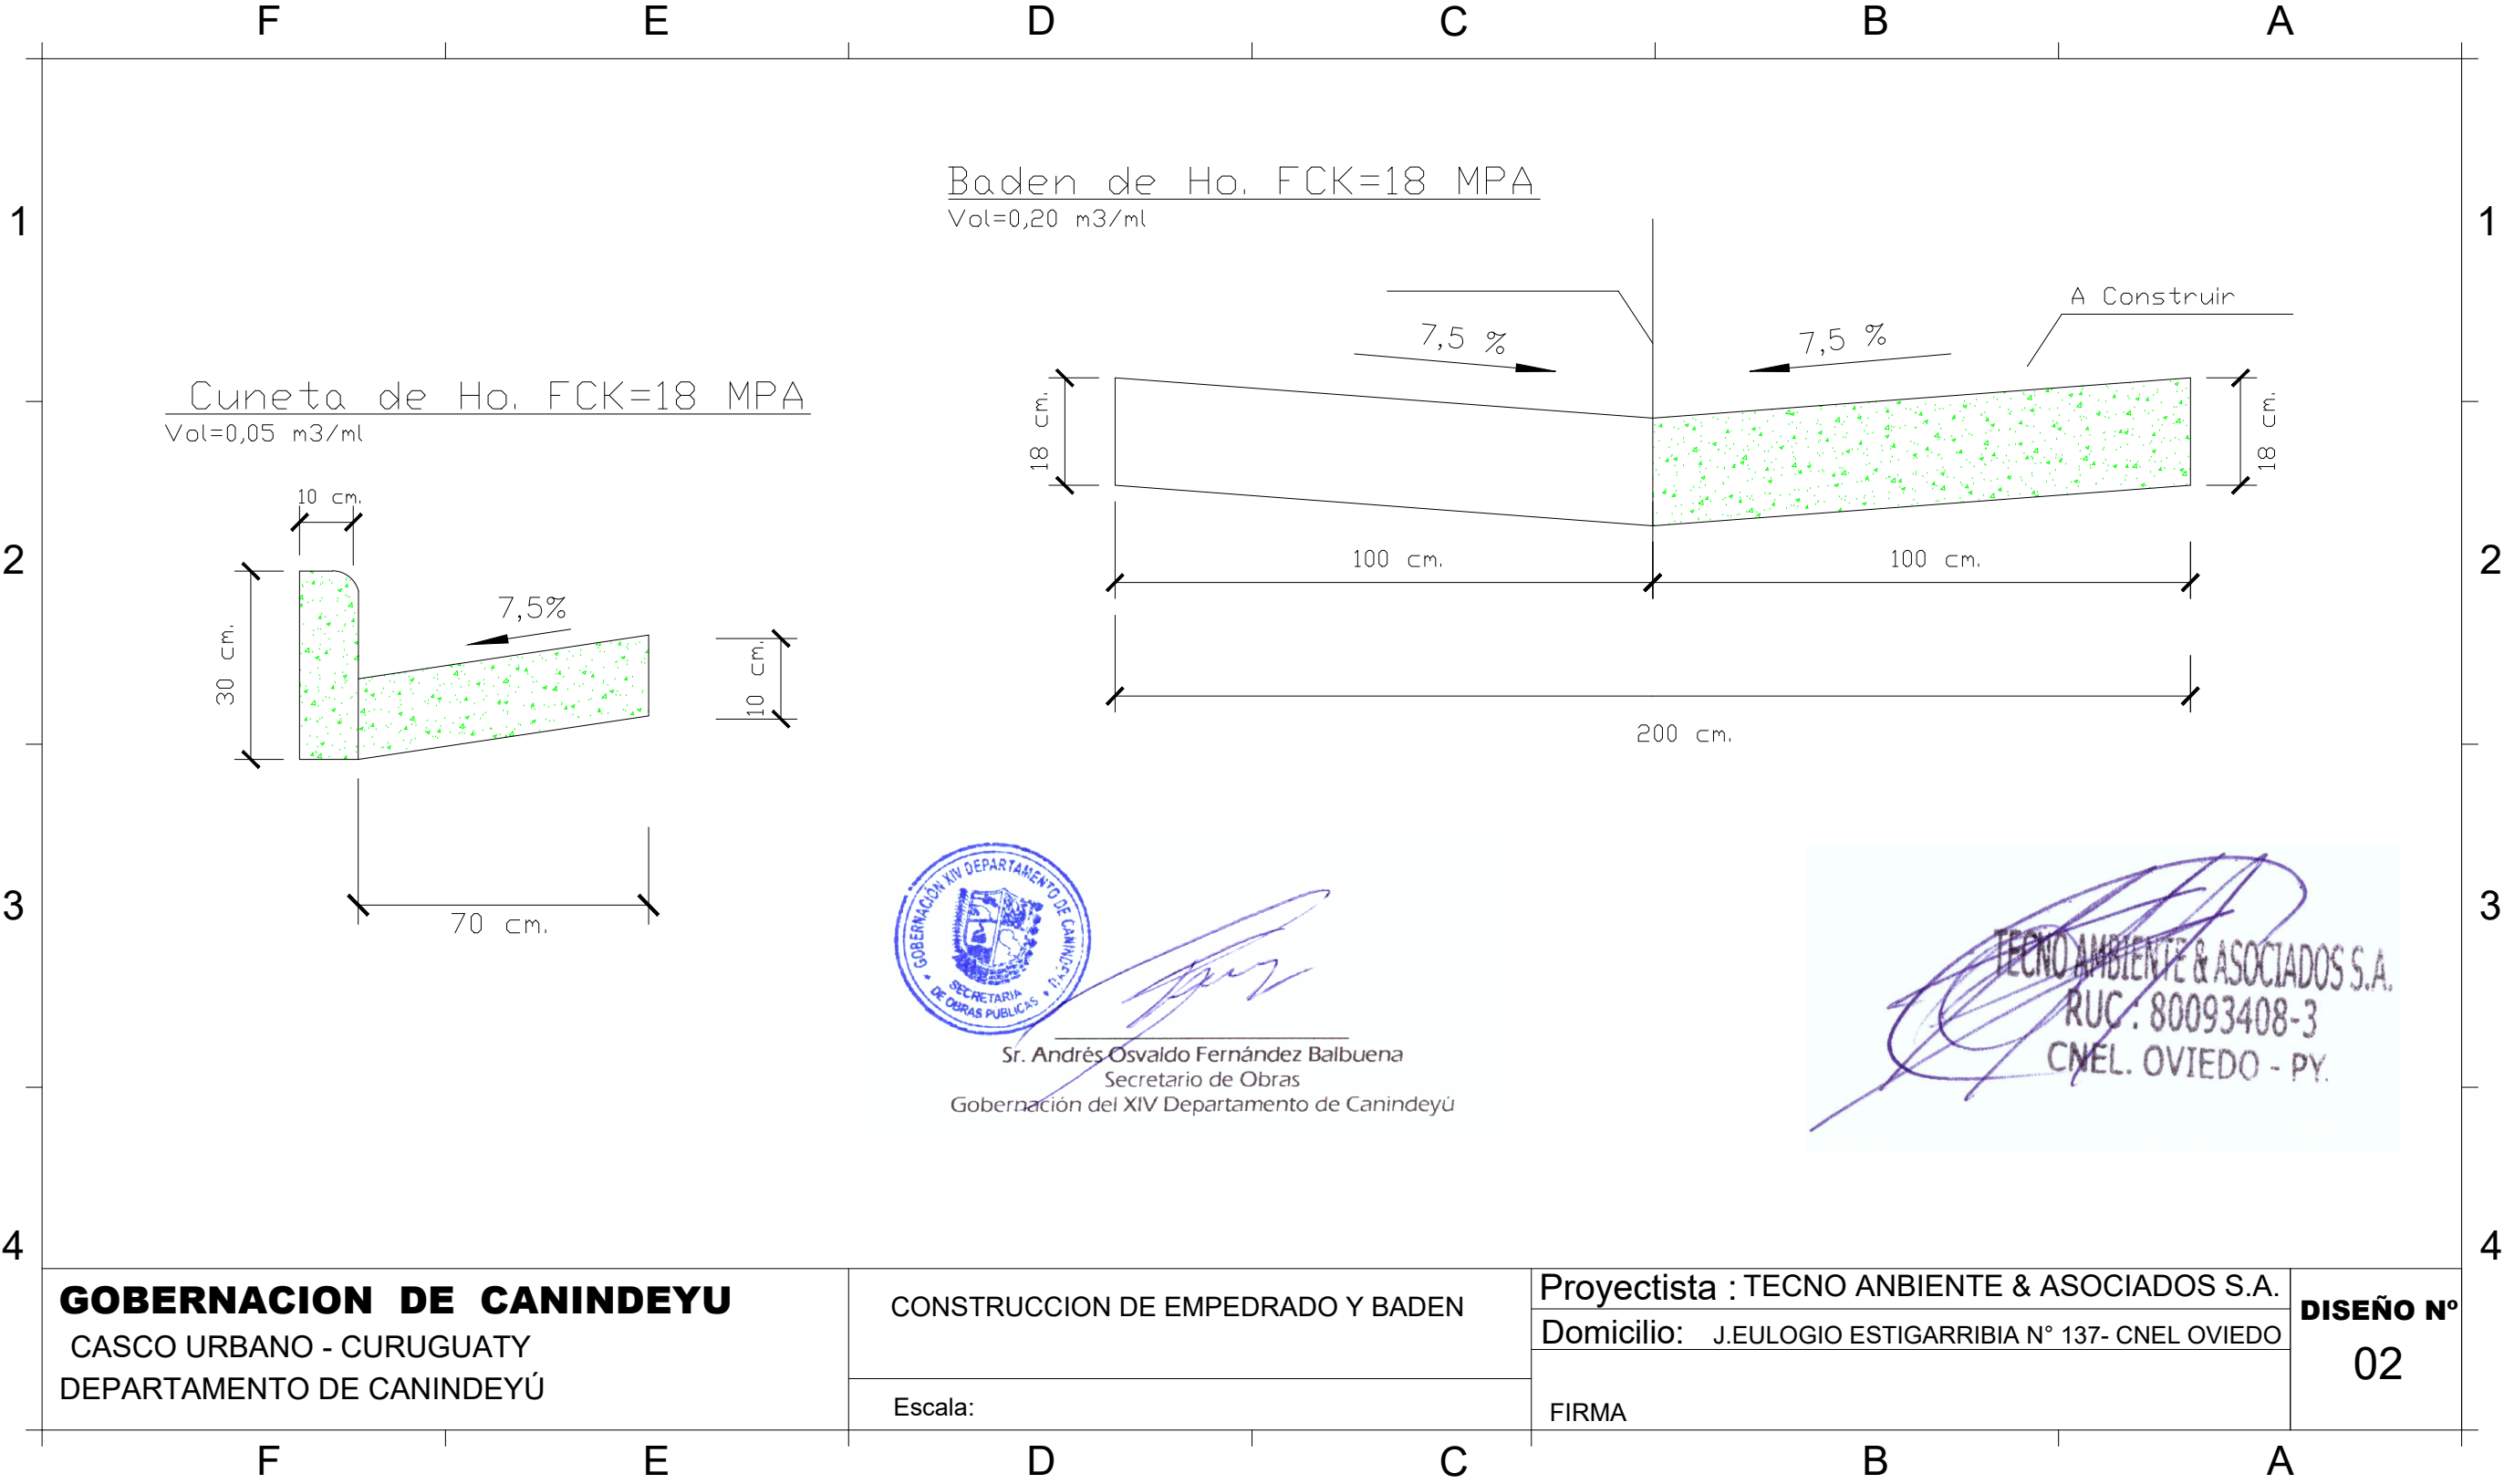 F E D C B A
1 1
2 2
3 3
4 4
Baden de Ho. FCK=18 MPA
Vol=0,20 m3/ml
7,5 %
7,5 %
A Construir
18 cm.
18 cm.
100 cm.
100 cm.
200 cm.
Cuneta de Ho. FCK=18 MPA
Vol=0,05 m3/ml
10 cm.
30 cm.
7,5%
10 cm.
70 cm.
GOBERNACIÓN XIV DEPARTAMENTO DE CANINDEYU
SECRETARIA
DE OBRAS PUBLICAS
Sr. Andrés Osvaldo Fernández Balbuena
Secretario de Obras
Gobernación del XIV Departamento de Canindeyú
TECNO AMBIENTE & ASOCIADOS S.A.
RUC: 80093408-3
CNEL. OVIEDO - PY.
GOBERNACION DE CANINDEYU
CASCO URBANO - CURUGUATY
DEPARTAMENTO DE CANINDEYÚ
CONSTRUCCION DE EMPEDRADO Y BADEN
Escala:
Proyectista : TECNO ANBIENTE & ASOCIADOS S.A.
Domicilio: J.EULOGIO ESTIGARRIBIA N° 137- CNEL OVIEDO
FIRMA
DISEÑO Nº
02
F E D C B A